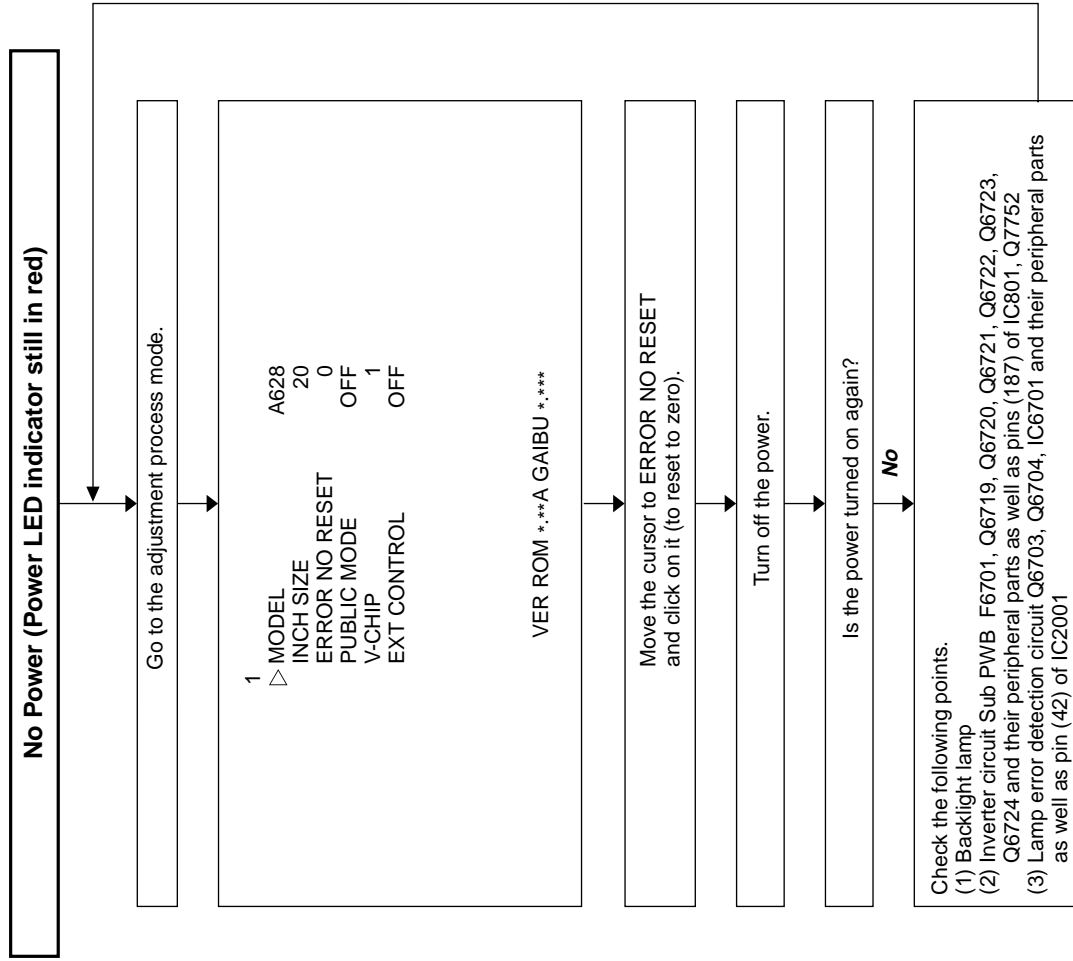 No Power (Power LED indicator still in red)
Go to the adjustment process mode.
1
▷ MODEL A628
INCH SIZE 20
ERROR NO RESET 0
PUBLIC MODE OFF
V-CHIP 1
EXT CONTROL OFF
VER ROM *.**A GAIBU *.***
Move the cursor to ERROR NO RESET
and click on it (to reset to zero).
Turn off the power.
Is the power turned on again?
No
Check the following points.
(1) Backlight lamp
(2) Inverter circuit Sub PWB F6701, Q6719, Q6720, Q6721, Q6722, Q6723,
Q6724 and their peripheral parts as well as pins (187) of IC801, Q7752
(3) Lamp error detection circuit Q6703, Q6704, IC6701 and their peripheral parts
as well as pin (42) of IC2001